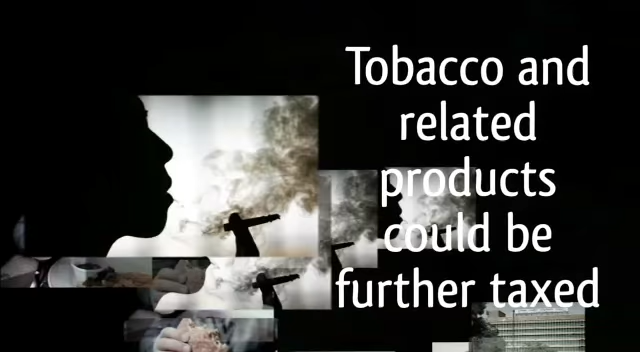 Tobacco and
related
products
could be
further taxed